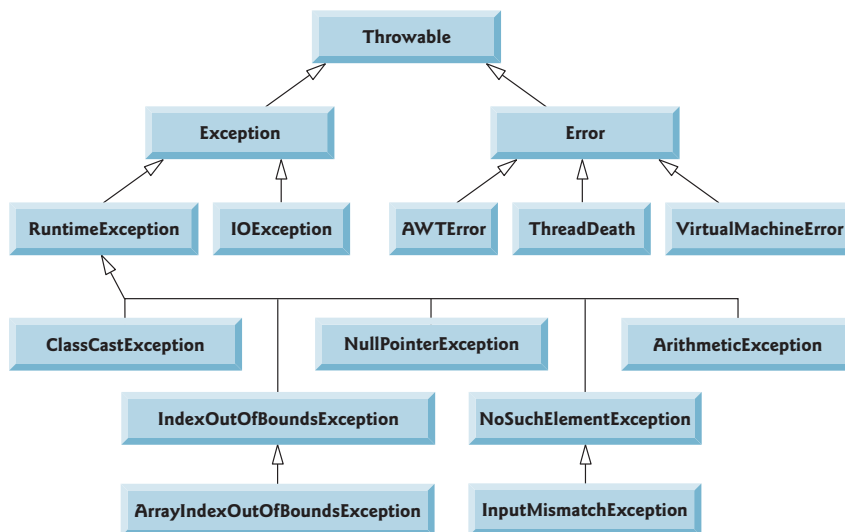 Throwable
Exception
Error
RuntimeException
IOException
AWTError
ThreadDeath
VirtualMachineError
ClassCastException
NullPointerException
ArithmeticException
IndexOutOfBoundsException
NoSuchElementException
ArrayIndexOutOfBoundsException
InputMismatchException